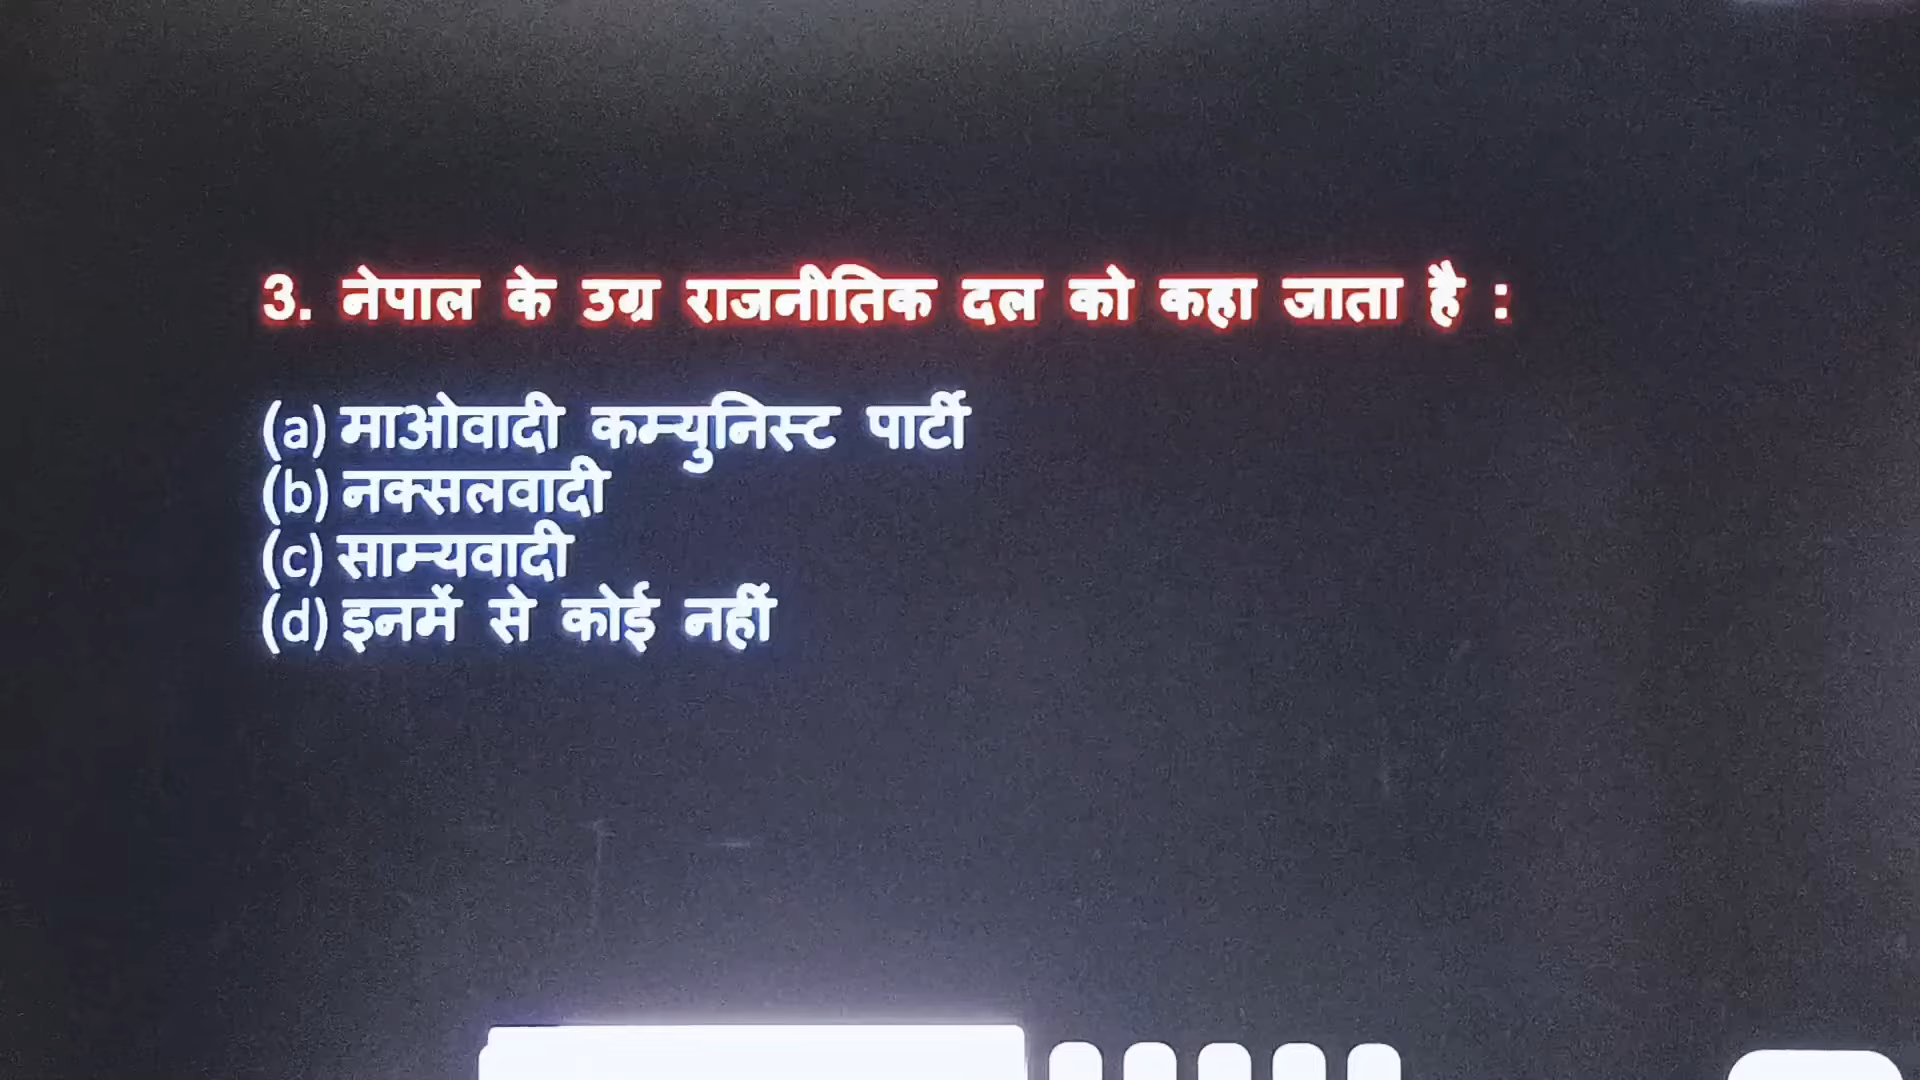 3. नेपाल के उग्र राजनीतिक दल को कहा जाता है :
(a) माओवादी कम्युनिस्ट पार्टी
(b) नक्सलवादी
(c) साम्यवादी
(d) इनमें से कोई नहीं